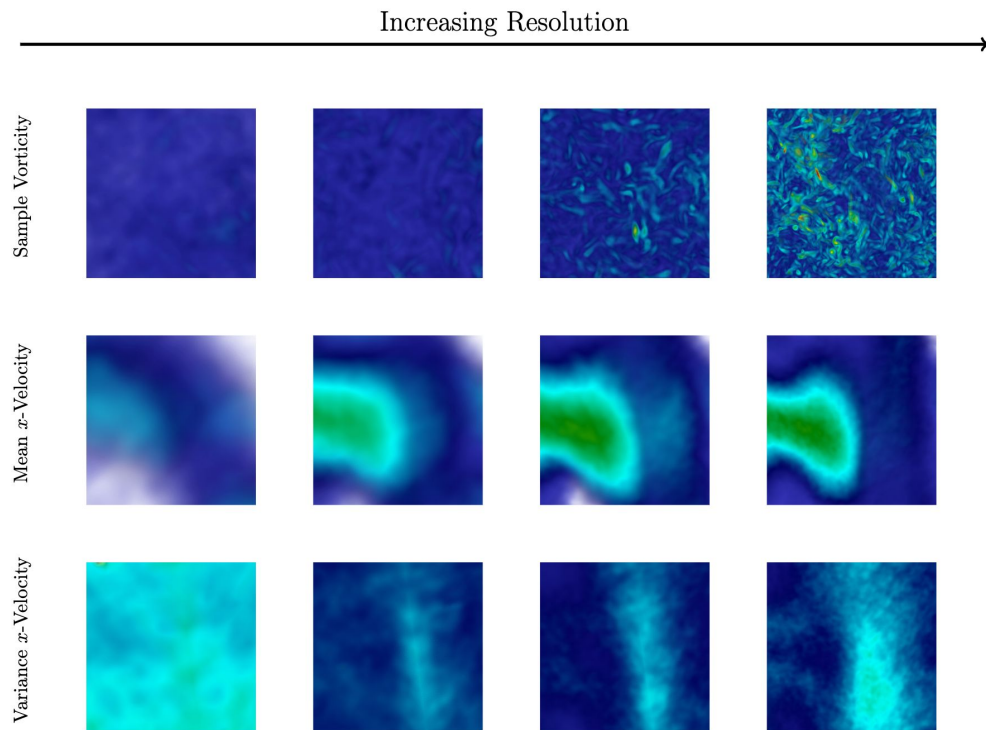 Increasing Resolution
Sample Vorticity
Mean x-Velocity
Variance x-Velocity